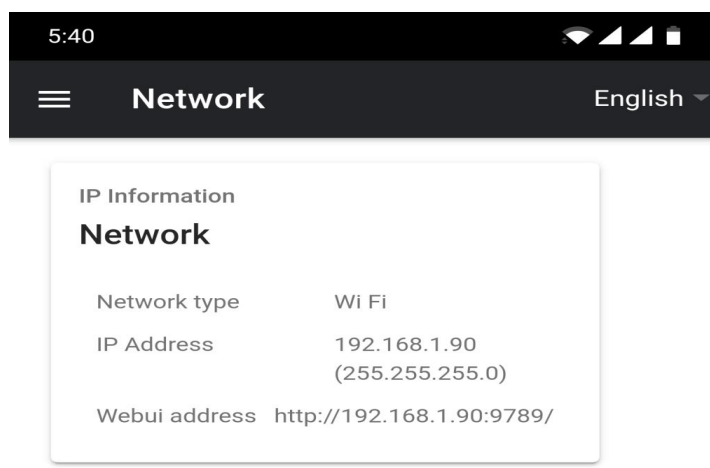 5:40
Network English
IP Information
Network
Network type Wi Fi
IP Address 192.168.1.90
(255.255.255.0)
Webui address http://192.168.1.90:9789/